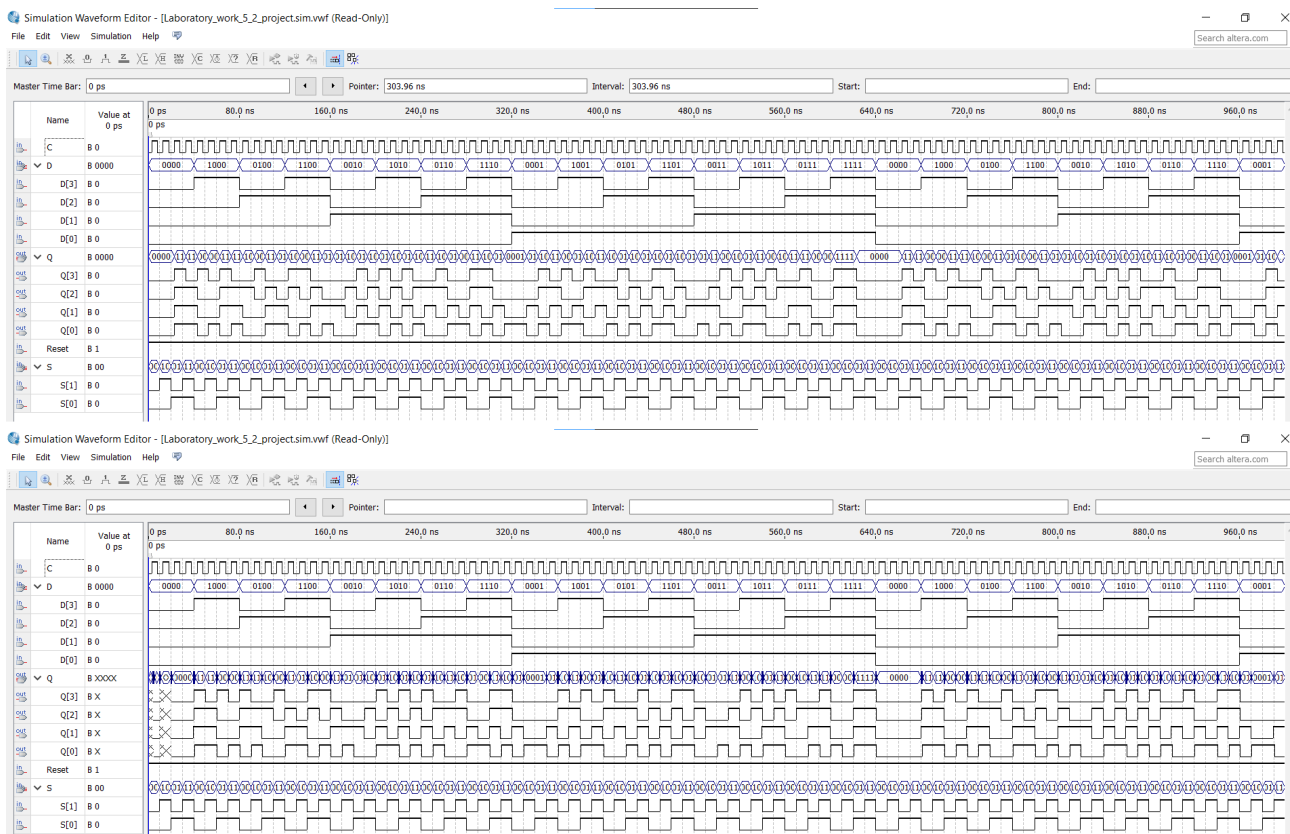 Simulation Waveform Editor - [Laboratory_work_5_2_project.sim.vwf (Read-Only)]
File Edit View Simulation Help
Search altera.com
Master Time Bar: 0 ps Pointer: 303.96 ns Interval: 303.96 ns Start: End:
Name Value at 0 ps
0 ps 80.0 ns 160.0 ns 240.0 ns 320.0 ns 400.0 ns 480.0 ns 560.0 ns 640.0 ns 720.0 ns 800.0 ns 880.0 ns 960.0 ns
0 ps
C B 0
D B 0000 0000 1000 0100 1100 0010 1010 0110 1110 0001 1001 0101 1101 0011 1011 0111 1111 0000 1000 0100 1100 0010 1010 0110 1110 0001
D[3] B 0
D[2] B 0
D[1] B 0
D[0] B 0
Q B 0000
Q[3] B 0
Q[2] B 0
Q[1] B 0
Q[0] B 0
Reset B 1
S B 00
S[1] B 0
S[0] B 0
Simulation Waveform Editor - [Laboratory_work_5_2_project.sim.vwf (Read-Only)]
File Edit View Simulation Help
Search altera.com
Master Time Bar: 0 ps Pointer: Interval: Start: End:
Name Value at 0 ps
0 ps 80.0 ns 160.0 ns 240.0 ns 320.0 ns 400.0 ns 480.0 ns 560.0 ns 640.0 ns 720.0 ns 800.0 ns 880.0 ns 960.0 ns
0 ps
C B 0
D B 0000 0000 1000 0100 1100 0010 1010 0110 1110 0001 1001 0101 1101 0011 1011 0111 1111 0000 1000 0100 1100 0010 1010 0110 1110 0001
D[3] B 0
D[2] B 0
D[1] B 0
D[0] B 0
Q B XXXX
Q[3] B X
Q[2] B X
Q[1] B X
Q[0] B X
Reset B 1
S B 00
S[1] B 0
S[0] B 0